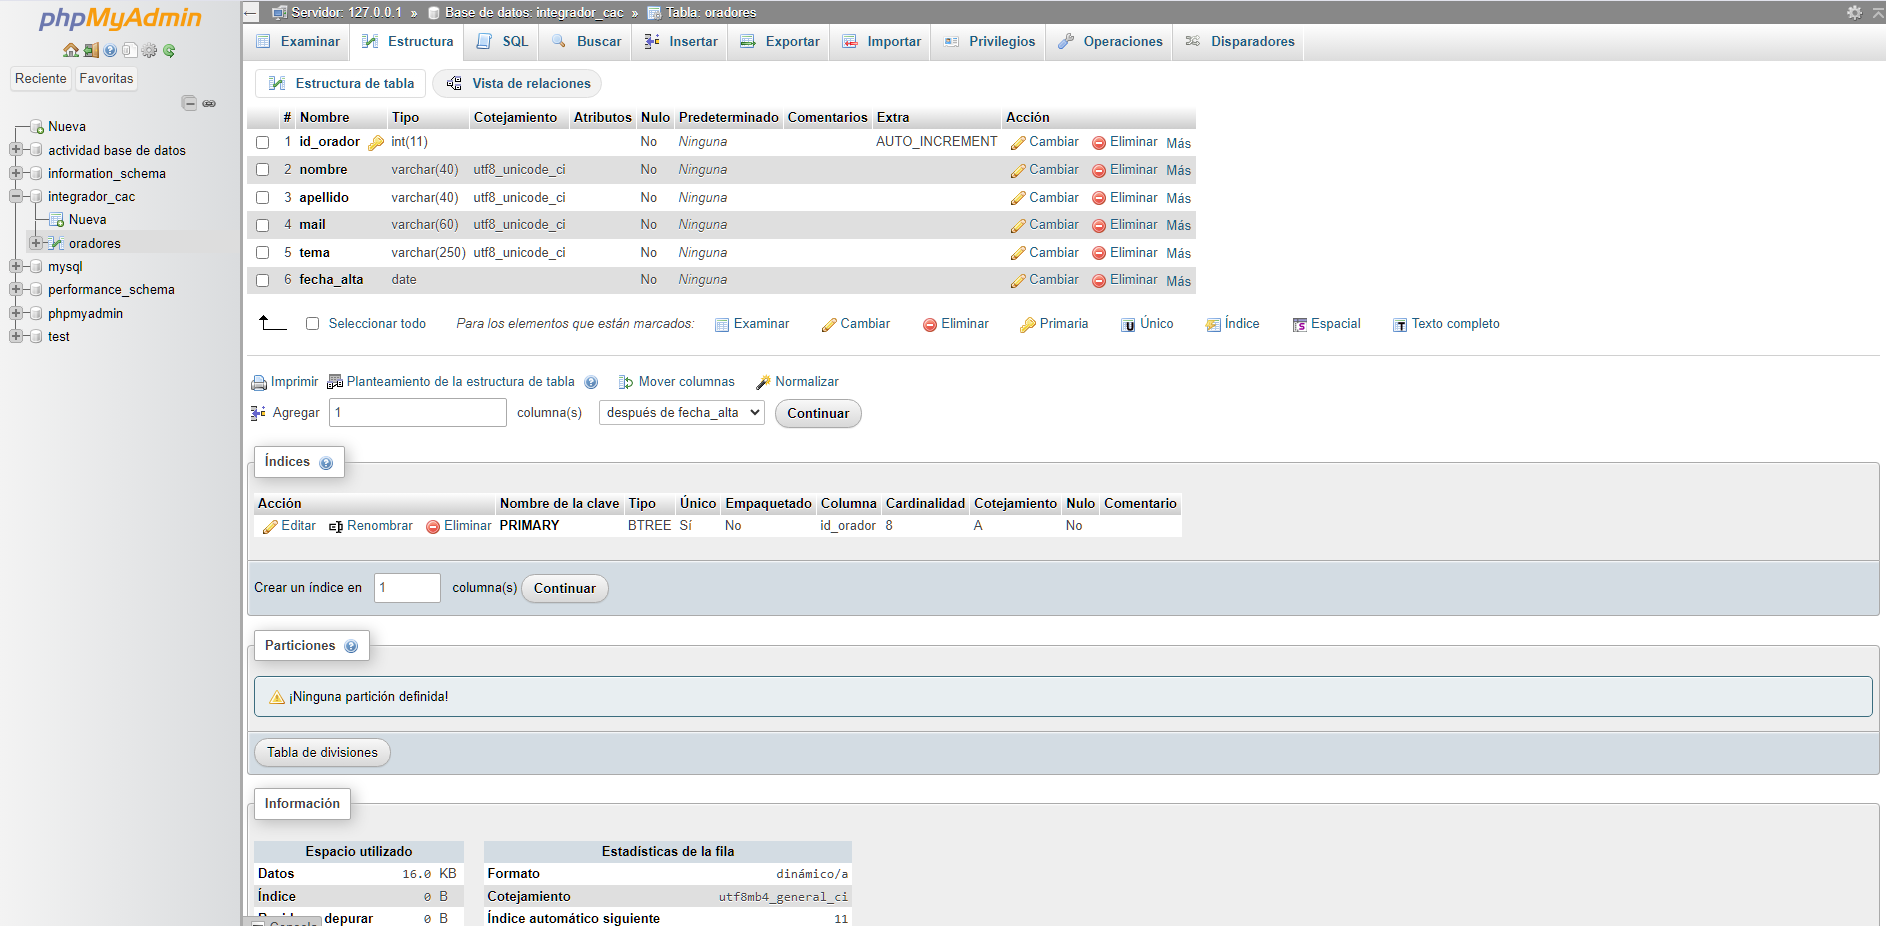 phpMyAdmin
Reciente Favoritas
Nueva
actividad base de datos
information_schema
integrador_cac
Nueva
oradores
mysql
performance_schema
phpmyadmin
test
Servidor: 127.0.0.1 » Base de datos: integrador_cac » Tabla: oradores
Examinar Estructura SQL Buscar Insertar Exportar Importar Privilegios Operaciones Disparadores
Estructura de tabla Vista de relaciones
# Nombre Tipo Cotejamiento Atributos Nulo Predeterminado Comentarios Extra Acción
1 id_orador int(11) No Ninguna AUTO_INCREMENT Cambiar Eliminar Más
2 nombre varchar(40) utf8_unicode_ci No Ninguna Cambiar Eliminar Más
3 apellido varchar(40) utf8_unicode_ci No Ninguna Cambiar Eliminar Más
4 mail varchar(60) utf8_unicode_ci No Ninguna Cambiar Eliminar Más
5 tema varchar(250) utf8_unicode_ci No Ninguna Cambiar Eliminar Más
6 fecha_alta date No Ninguna Cambiar Eliminar Más
Seleccionar todo Para los elementos que están marcados: Examinar Cambiar Eliminar Primaria Único Índice Espacial Texto completo
Imprimir Planteamiento de la estructura de tabla Mover columnas Normalizar
Agregar 1 columna(s) después de fecha_alta Continuar
Índices
Acción Nombre de la clave Tipo Único Empaquetado Columna Cardinalidad Cotejamiento Nulo Comentario
Editar Renombrar Eliminar PRIMARY BTREE Sí No id_orador 8 A No
Crear un índice en 1 columna(s) Continuar
Particiones
¡Ninguna partición definida!
Tabla de divisiones
Información
Espacio utilizado
Datos 16.0 KB
Índice 0 B
depurar 0 B
Estadísticas de la fila
Formato dinámico/a
Cotejamiento utf8mb4_general_ci
Índice automático siguiente 11